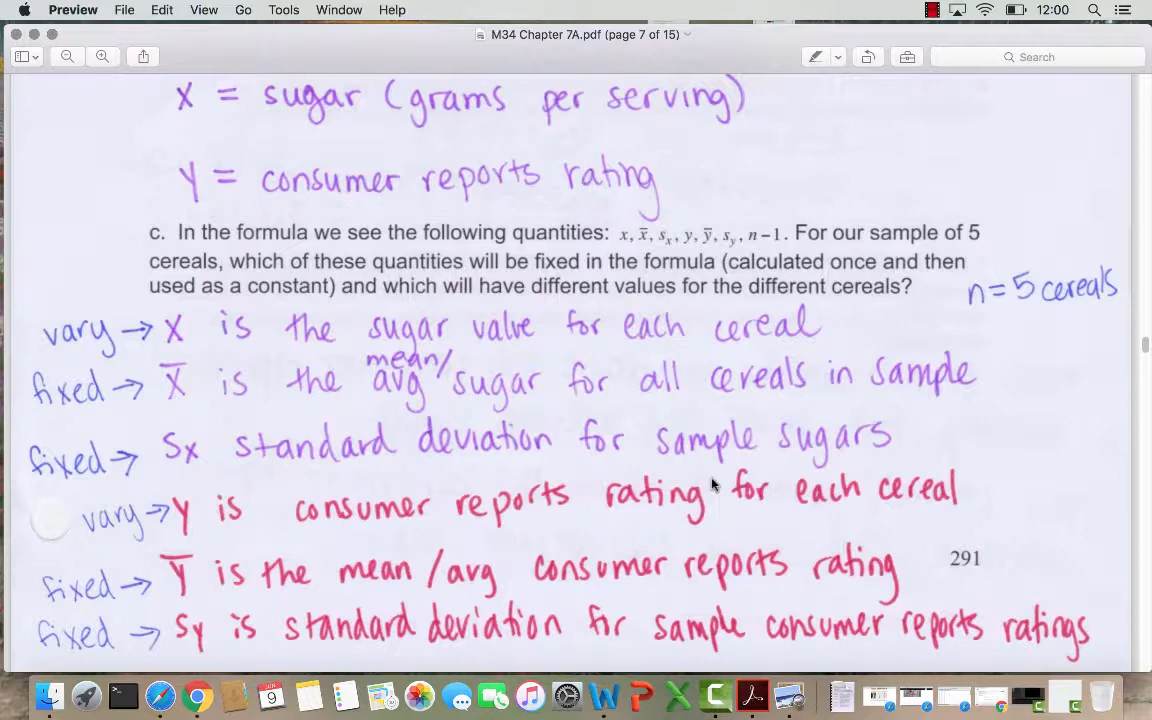 Preview File Edit View Go Tools Window Help 12:00
M34 Chapter 7A.pdf (page 7 of 15)
Search
X = sugar (grams per serving)
Y = consumer reports rating
c. In the formula we see the following quantities: x, x̄, sₓ, y, ȳ, s_y, n−1. For our sample of 5
cereals, which of these quantities will be fixed in the formula (calculated once and then
used as a constant) and which will have different values for the different cereals?
n = 5 cereals
vary → X is the sugar value for each cereal
fixed → X̄ is the mean/avg sugar for all cereals in sample
fixed → Sx standard deviation for sample sugars
vary → Y is consumer reports rating for each cereal
fixed → Ȳ is the mean/avg consumer reports rating
291
fixed → Sy is standard deviation for sample consumer reports ratings
9